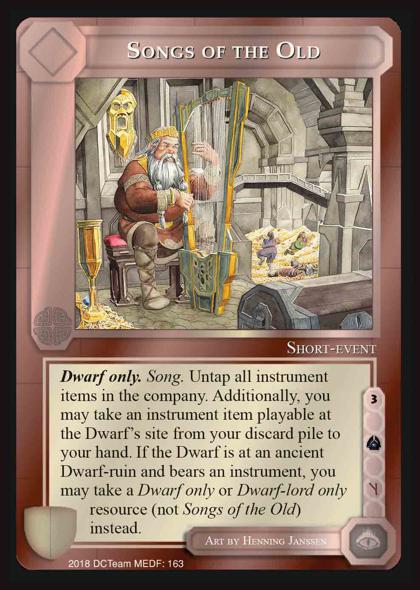 Songs of the Old
Short-event
Dwarf only. Song. Untap all instrument
items in the company. Additionally, you
may take an instrument item playable at
the Dwarf’s site from your discard pile to
your hand. If the Dwarf is at an ancient
Dwarf-ruin and bears an instrument, you
may take a Dwarf only or Dwarf-lord only
resource (not Songs of the Old)
instead.
3
Art by Henning Janssen
2018 DCTeam MEDF: 163